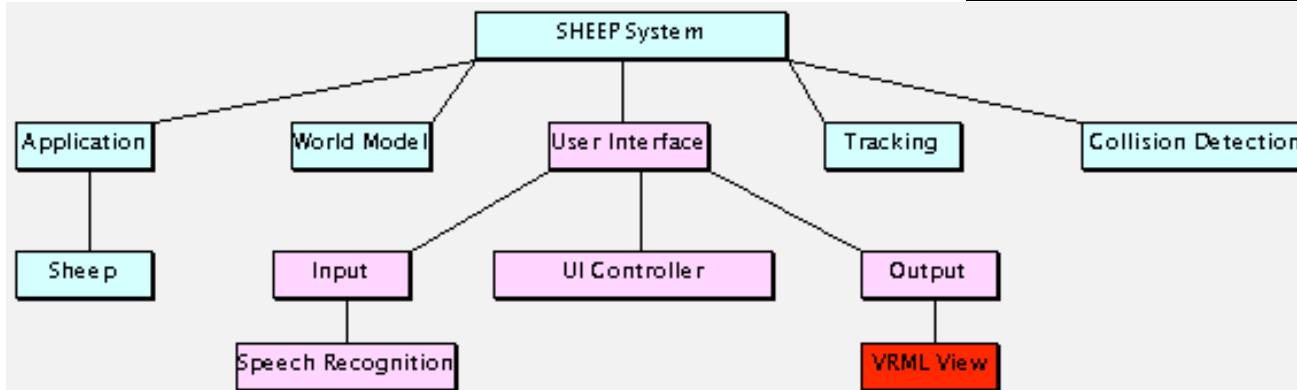 SHEEP System
Application
World Model
User Interface
Tracking
Collision Detection
Sheep
Input
UI Controller
Output
Speech Recognition
VRML View